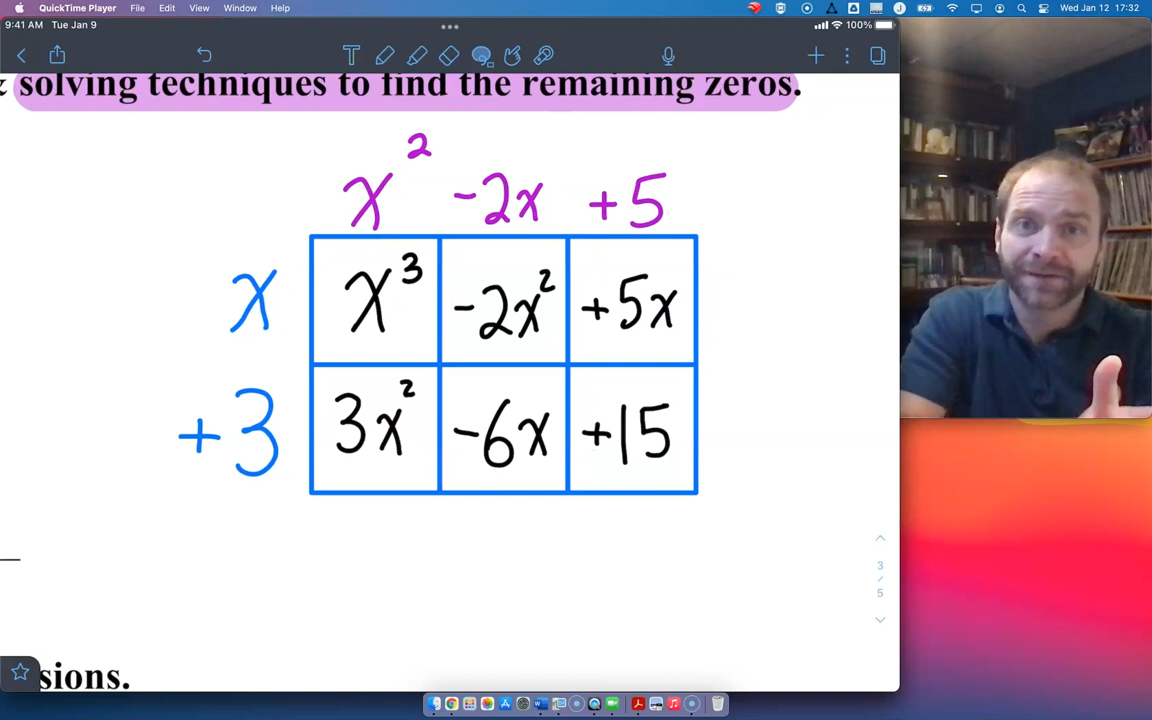 QuickTime Player File Edit View Window Help 100% Wed Jan 12 17:32
9:41 AM Tue Jan 9 100%
solving techniques to find the remaining zeros.
x² -2x +5
x x³ -2x² +5x
+3 3x² -6x +15
3
/
5
sions.